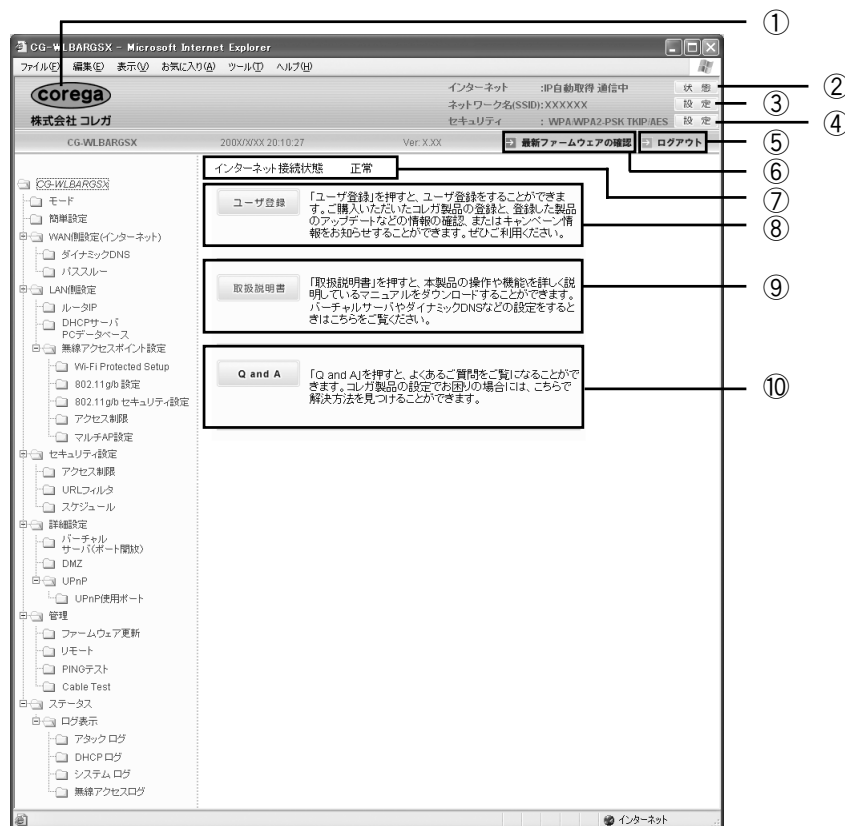 ①
CG-WLBARGSX - Microsoft Internet Explorer
ファイル(F) 編集(E) 表示(V) お気に入り(A) ツール(T) ヘルプ(H)
corega
株式会社 コレガ
インターネット :IP自動取得 通信中 状 態 ②
ネットワーク名(SSID):XXXXXX 設 定 ③
セキュリティ : WPA/WPA2-PSK TKIP/AES 設 定 ④
CG-WLBARGSX 200X/X/XX 20:10:27 Ver: X.XX 最新ファームウェアの確認 ログアウト ⑤
⑥
インターネット接続状態 正常 ⑦
CG-WLBARGSX
モード
簡単設定
WAN側設定(インターネット)
ダイナミックDNS
パススルー
LAN側設定
ルータIP
DHCPサーバ
PCデータベース
無線アクセスポイント設定
Wi-Fi Protected Setup
802.11g/b 設定
802.11g/b セキュリティ設定
アクセス制限
マルチAP設定
セキュリティ設定
アクセス制限
URLフィルタ
スケジュール
詳細設定
バーチャル
サーバ(ポート開放)
DMZ
UPnP
UPnP使用ポート
管理
ファームウェア更新
リモート
PINGテスト
Cable Test
ステータス
ログ表示
アタック ログ
DHCP ログ
システム ログ
無線アクセスログ
ユーザ登録
「ユーザ登録」を押すと、ユーザ登録をすることができま
す。ご購入いただいたコレガ製品の登録と、登録した製品
のアップデートなどの情報の確認、またはキャンペーン情
報をお知らせすることができます。ぜひご利用ください。
⑧
取扱説明書
「取扱説明書」を押すと、本製品の操作や機能を詳しく説
明しているマニュアルをダウンロードすることができます。
バーチャルサーバやダイナミックDNSなどの設定をすると
きはこちらをご覧ください。
⑨
Q and A
「Q and A」を押すと、よくあるご質問をご覧になることがで
きます。コレガ製品の設定でお困りの場合には、こちらで
解決方法を見つけることができます。
⑩
インターネット